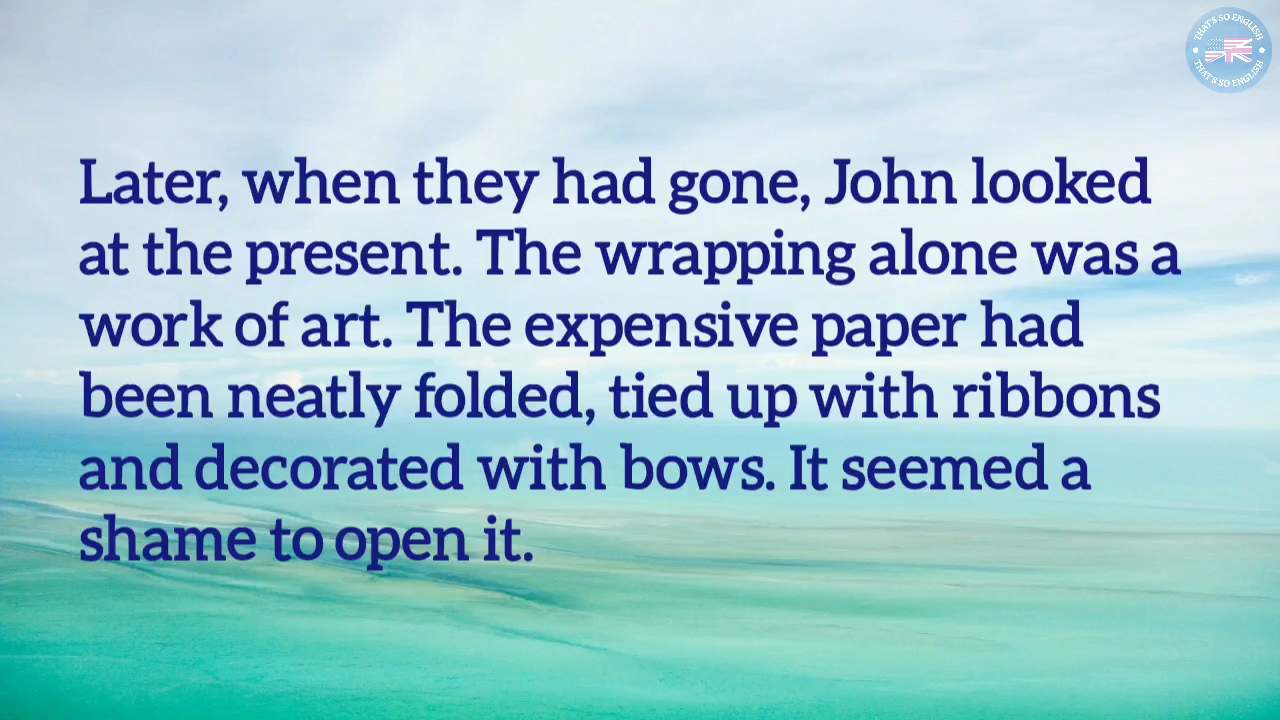 THAT'S SO ENGLISH
THAT'S SO ENGLISH
Later, when they had gone, John looked
at the present. The wrapping alone was a
work of art. The expensive paper had
been neatly folded, tied up with ribbons
and decorated with bows. It seemed a
shame to open it.